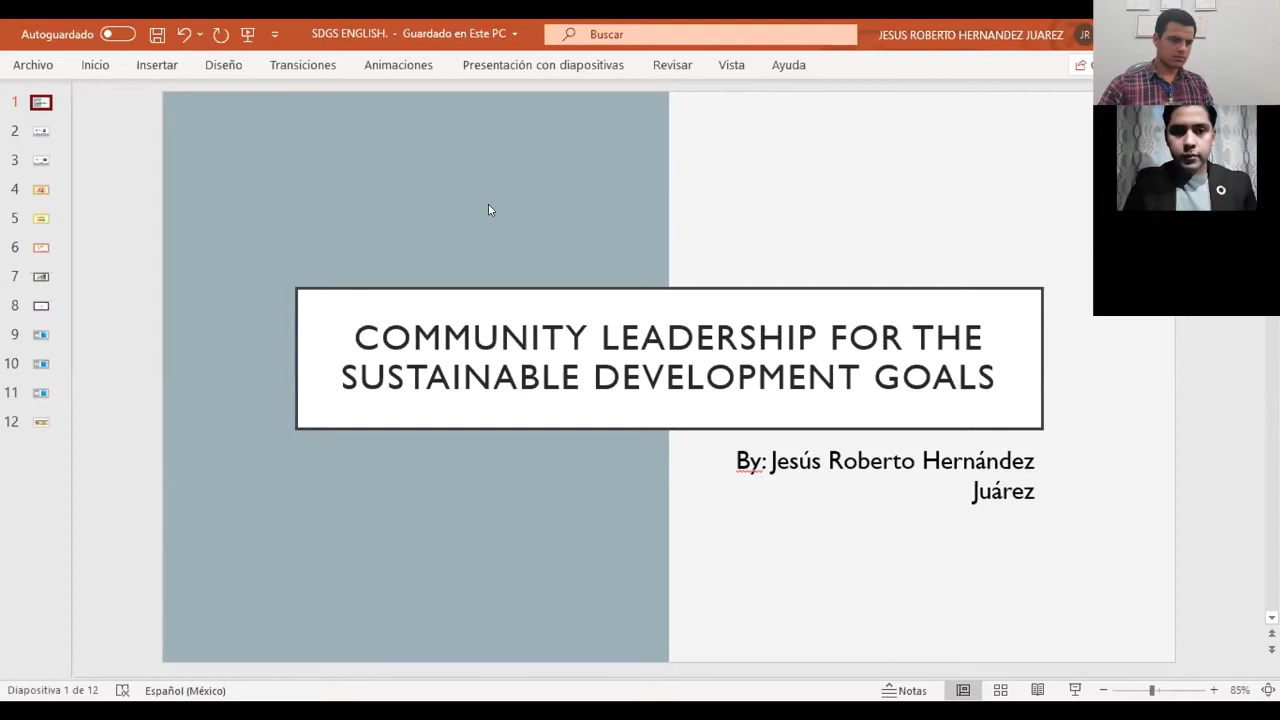 Autoguardado
SDGS ENGLISH. - Guardado en Este PC
Buscar
JESUS ROBERTO HERNANDEZ JUAREZ
JR
Archivo Inicio Insertar Diseño Transiciones Animaciones Presentación con diapositivas Revisar Vista Ayuda
1
2
3
4
5
6
7
8
9
10
11
12
COMMUNITY LEADERSHIP FOR THE
SUSTAINABLE DEVELOPMENT GOALS
By: Jesús Roberto Hernández
Juárez
Diapositiva 1 de 12 Español (México) Notas 85%